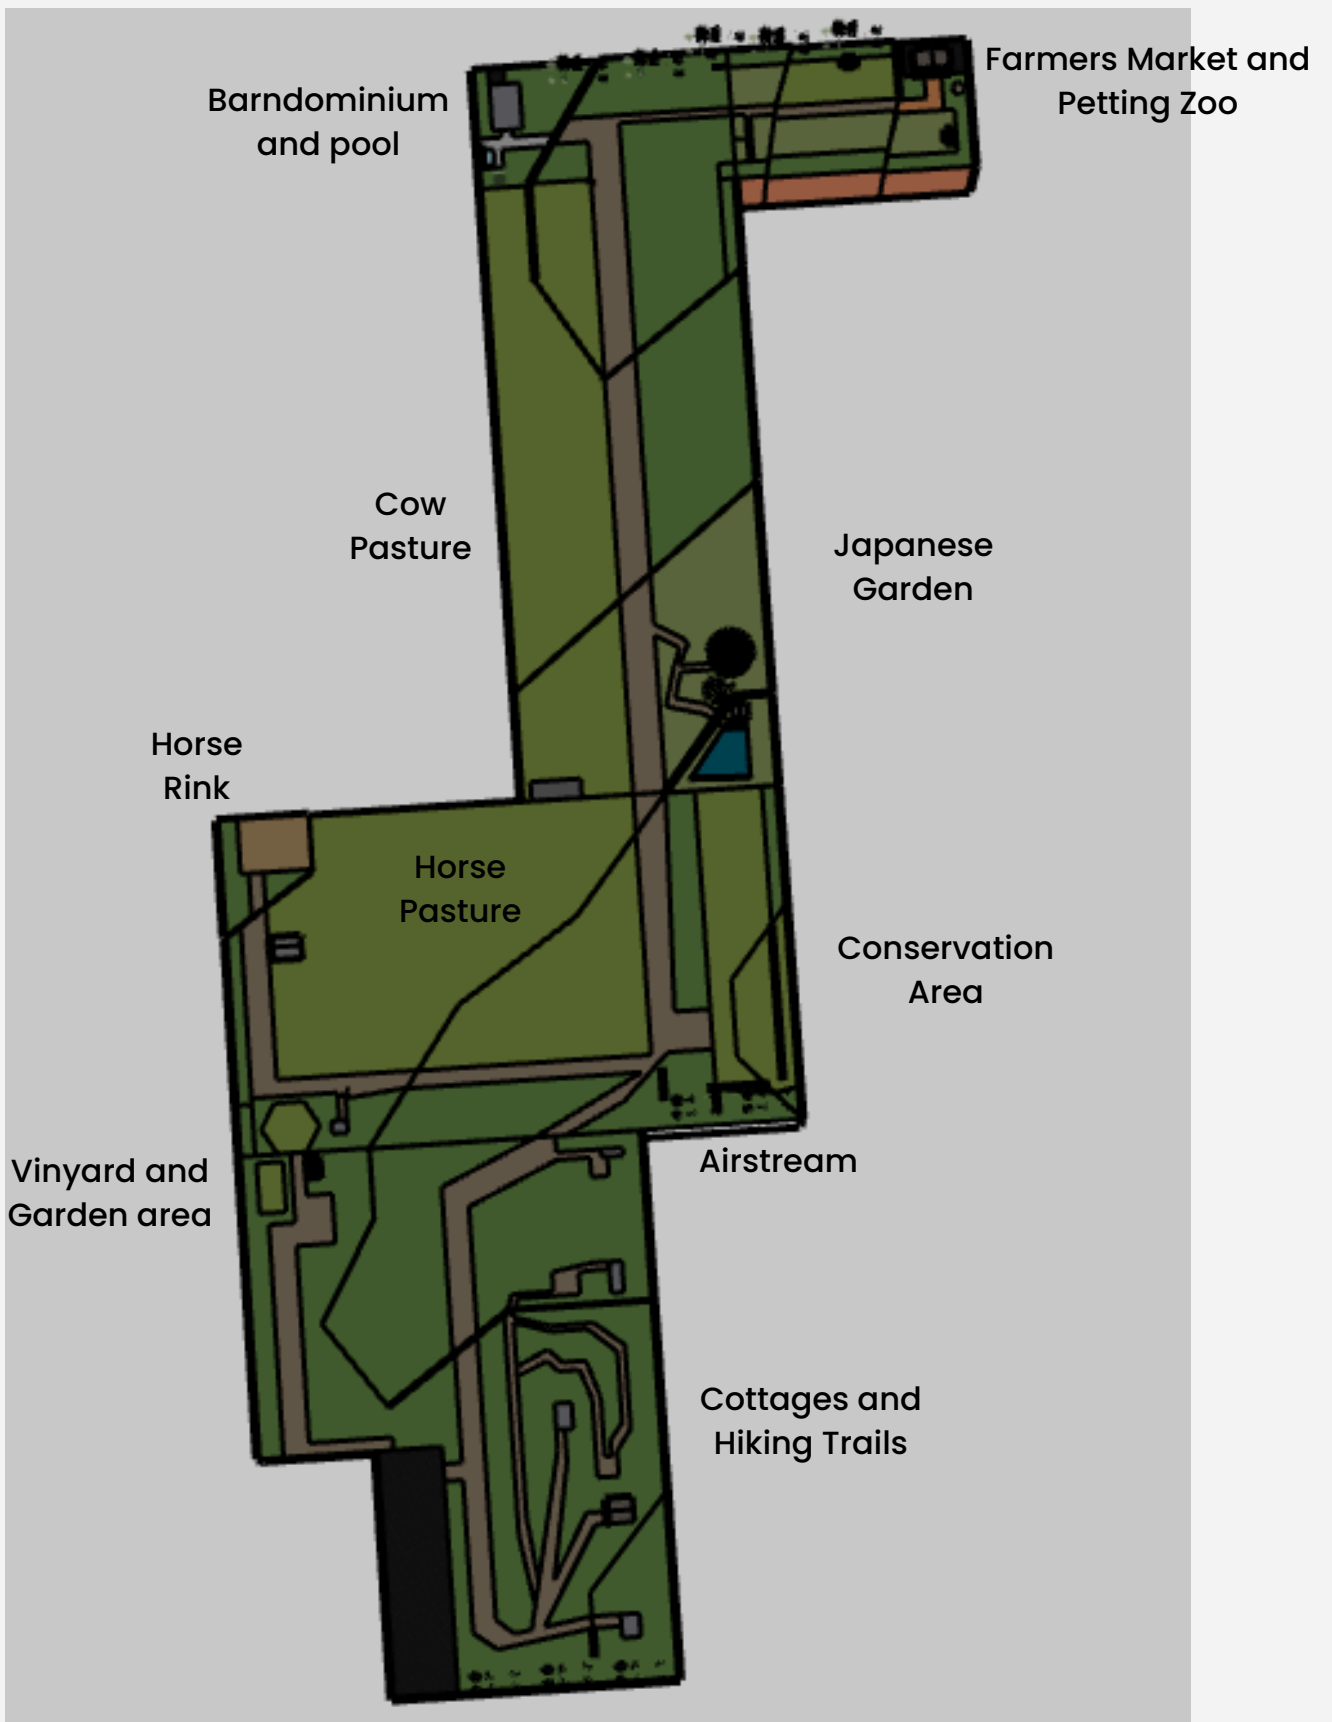 Farmers Market and
Petting Zoo
Barndominium
and pool
Cow
Pasture
Japanese
Garden
Horse
Rink
Horse
Pasture
Conservation
Area
Vinyard and
Garden area
Airstream
Cottages and
Hiking Trails